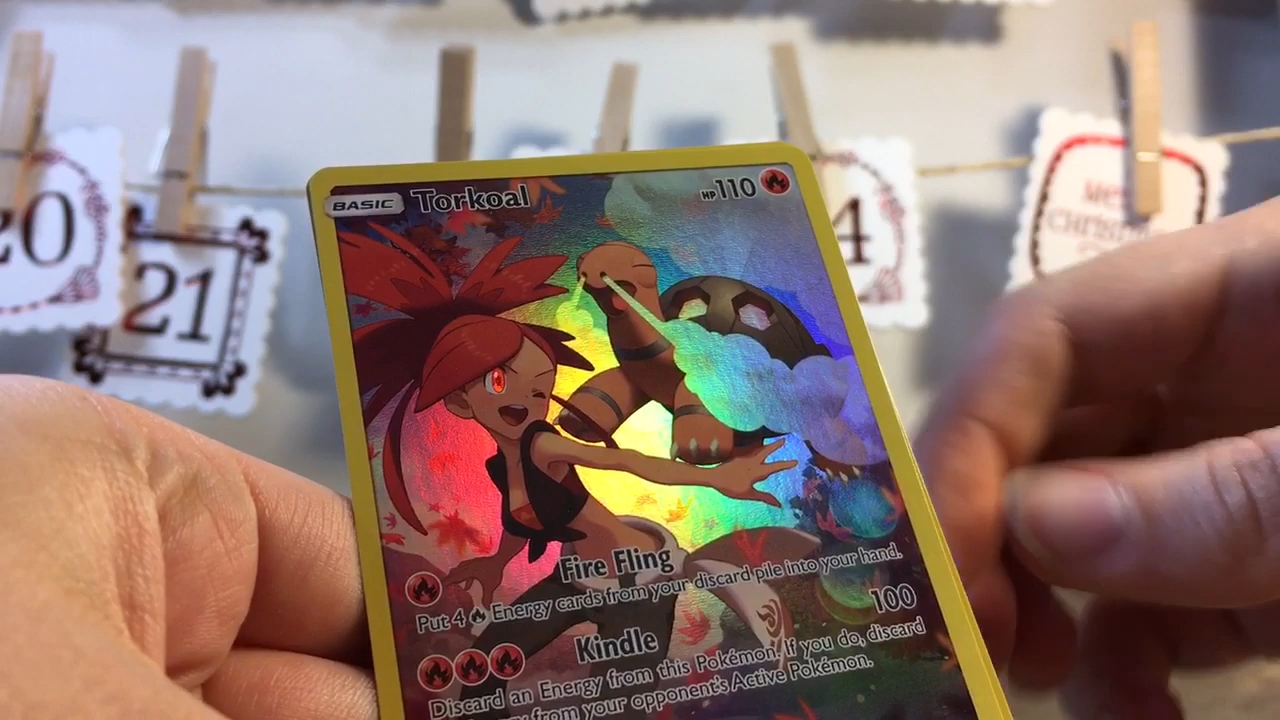 20
21
4
CHRISTMAS
BASIC Torkoal HP110
Fire Fling
Put 4 Energy cards from your discard pile into your hand.
Kindle 100
Discard an Energy from this Pokémon. If you do, discard
from your opponent's Active Pokémon.